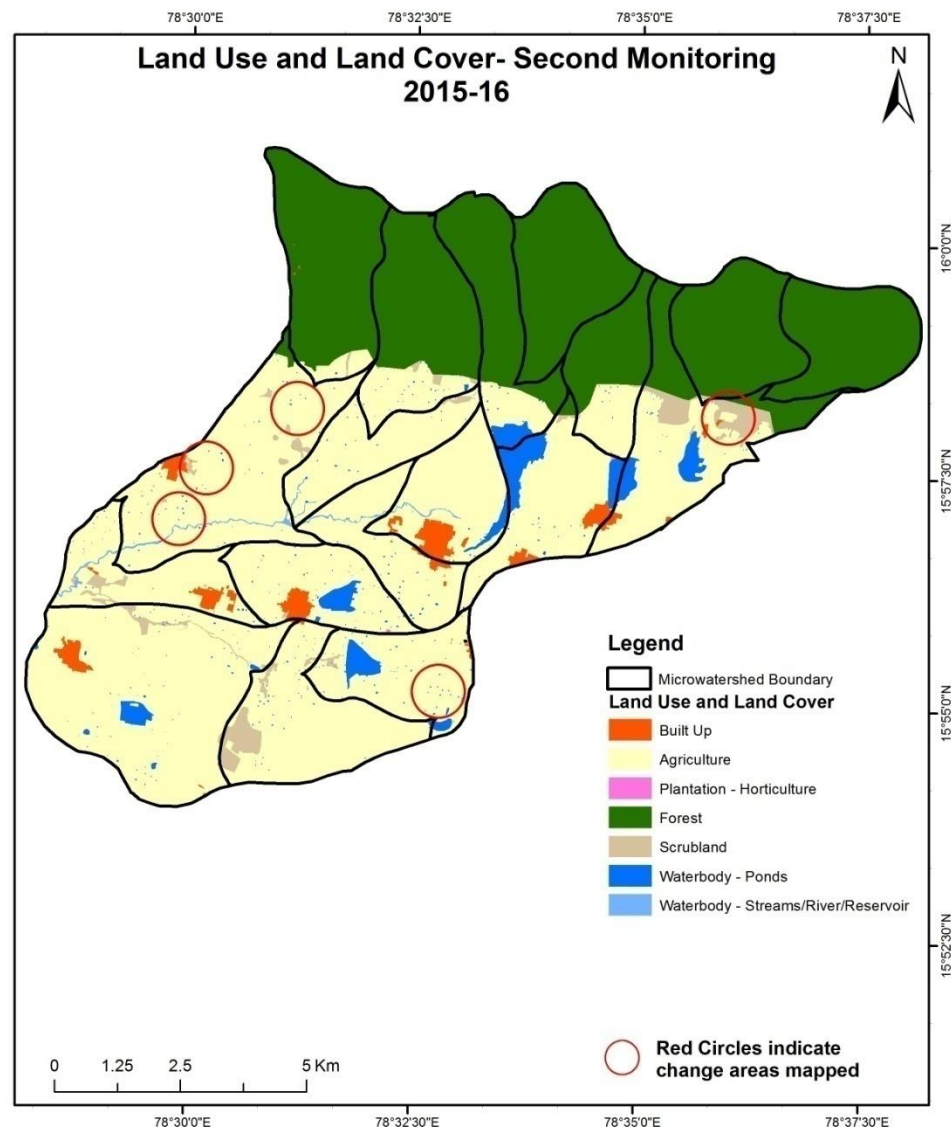 78°30'0"E
78°32'30"E
78°35'0"E
78°37'30"E
Land Use and Land Cover- Second Monitoring
2015-16
N
16°0'0"N
15°57'30"N
15°55'0"N
15°52'30"N
Legend
Microwatershed Boundary
Land Use and Land Cover
Built Up
Agriculture
Plantation - Horticulture
Forest
Scrubland
Waterbody - Ponds
Waterbody - Streams/River/Reservoir
0
1.25
2.5
5 Km
Red Circles indicate
change areas mapped
78°30'0"E
78°32'30"E
78°35'0"E
78°37'30"E